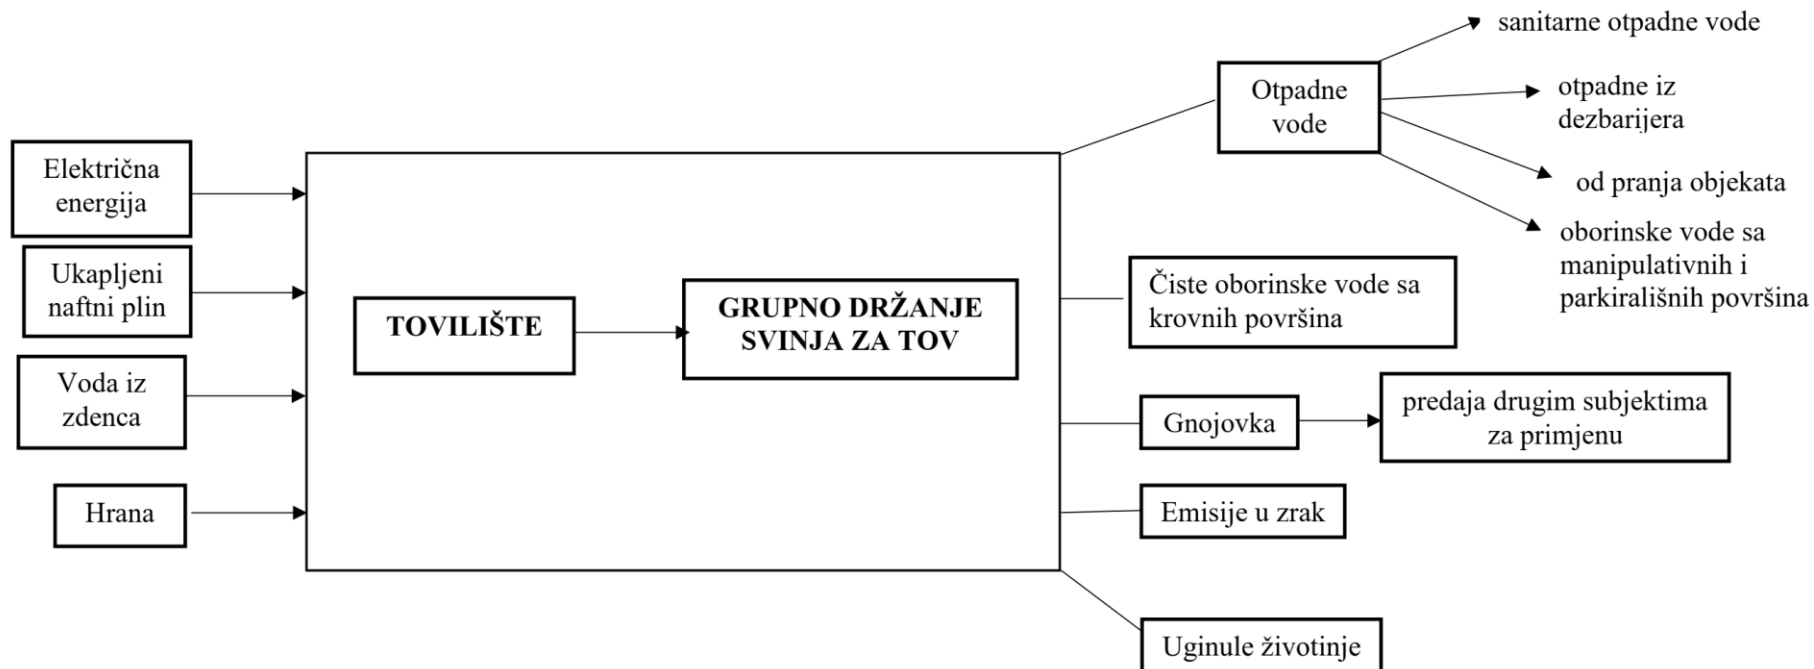 Električna
energija
Ukapljeni
naftni plin
Voda iz
zdenca
Hrana
TOVILIŠTE
GRUPNO DRŽANJE
SVINJA ZA TOV
Otpadne
vode
sanitarne otpadne vode
otpadne iz
dezbarijera
od pranja objekata
oborinske vode sa
manipulativnih i
parkirališnih površina
Čiste oborinske vode sa
krovnih površina
Gnojovka
predaja drugim subjektima
za primjenu
Emisije u zrak
Uginule životinje